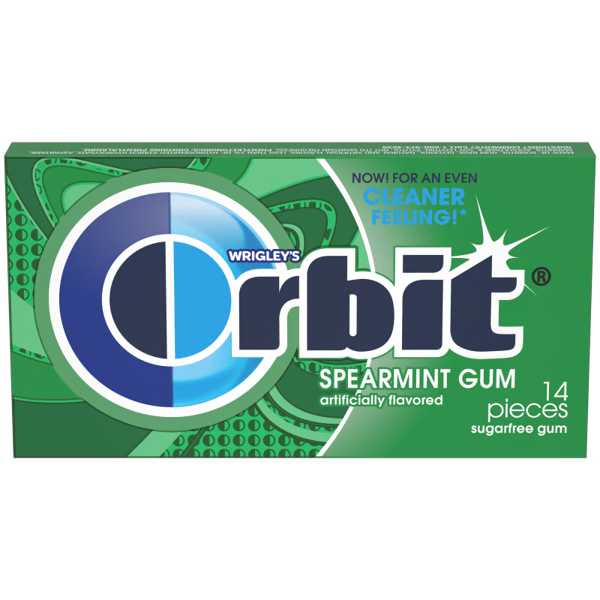 NOW! FOR AN EVEN
CLEANER
FEELING!*
WRIGLEY'S
Orbit®
SPEARMINT GUM
artificially flavored
14
pieces
sugarfree gum